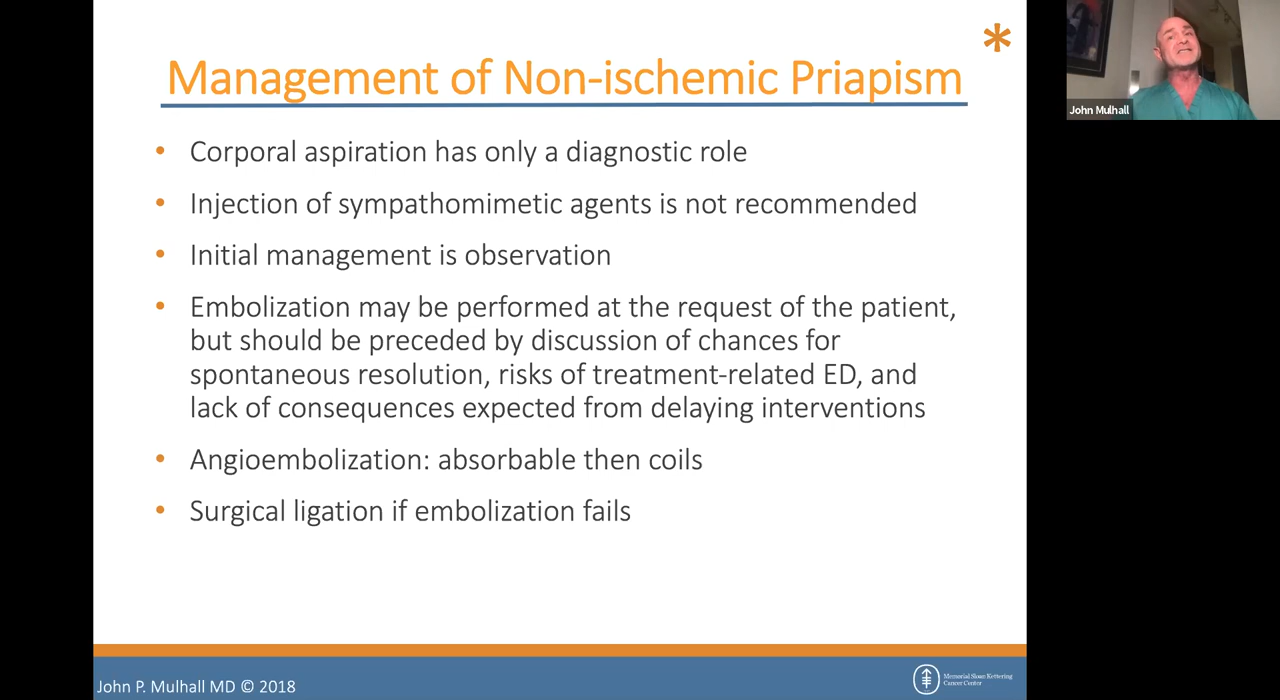 *
Management of Non-ischemic Priapism
• Corporal aspiration has only a diagnostic role
• Injection of sympathomimetic agents is not recommended
• Initial management is observation
• Embolization may be performed at the request of the patient,
but should be preceded by discussion of chances for
spontaneous resolution, risks of treatment-related ED, and
lack of consequences expected from delaying interventions
• Angioembolization: absorbable then coils
• Surgical ligation if embolization fails
John P. Mulhall MD © 2018
Memorial Sloan Kettering
Cancer Center
John Mulhall